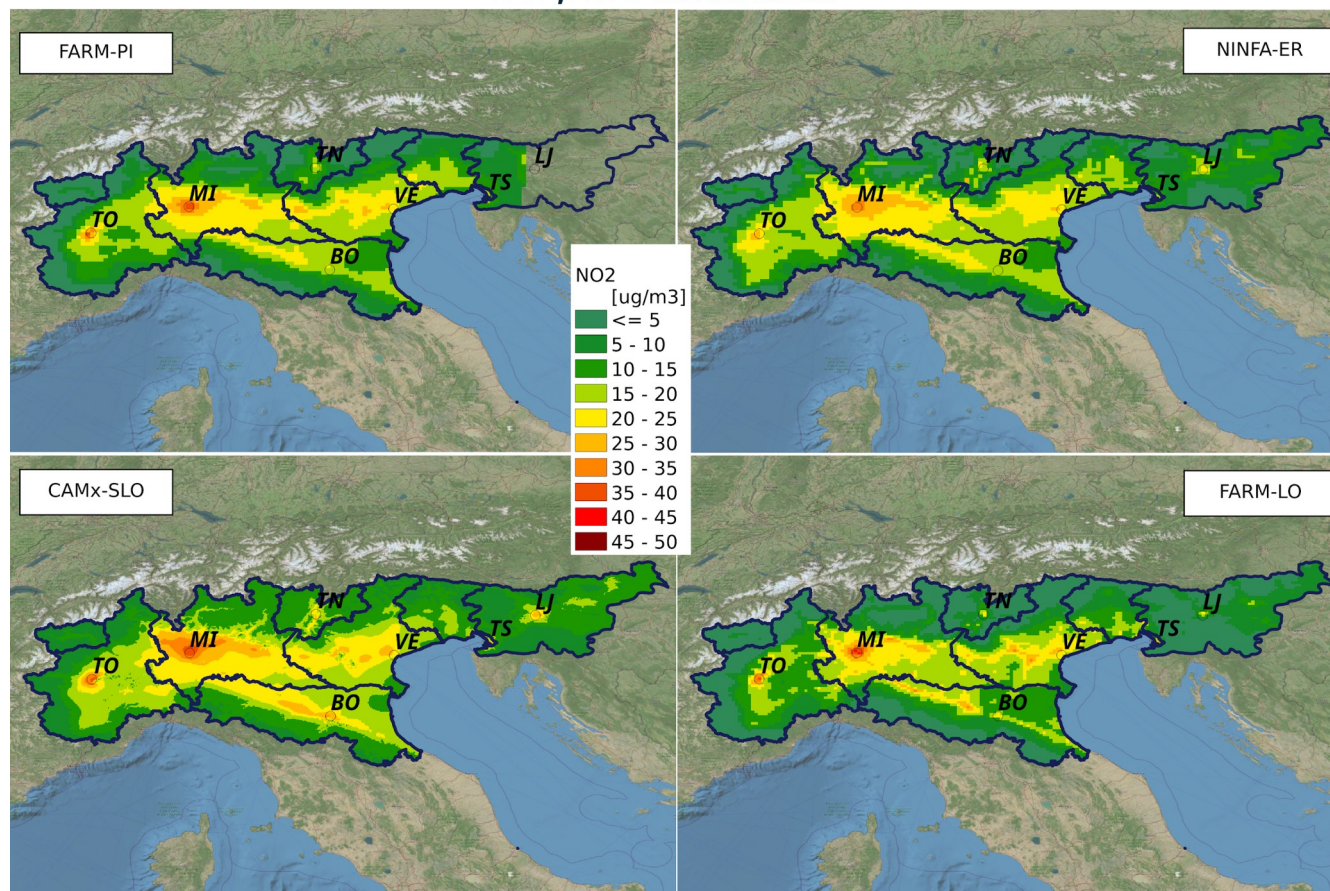 FARM-PI
NINFA-ER
TN
LJ
TS
MI
VE
TO
BO
TN
LJ
TS
MI
VE
TO
BO
NO2
[ug/m3]
<= 5
5 - 10
10 - 15
15 - 20
20 - 25
25 - 30
30 - 35
35 - 40
40 - 45
45 - 50
CAMx-SLO
FARM-LO
TN
LJ
TS
MI
VE
TO
BO
TN
LJ
TS
MI
VE
TO
BO